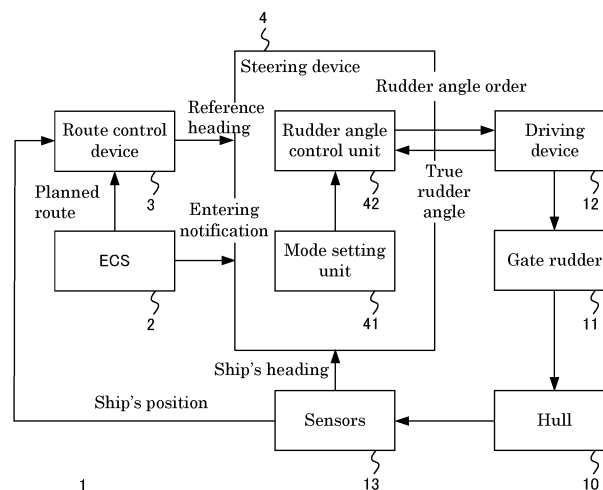 4
Steering device
Rudder angle order
Reference
heading
Route control
device
Rudder angle
control unit
Driving
device
Planned
route
3
42
True
rudder
angle
12
Entering
notification
ECS
Mode setting
unit
Gate rudder
2
41
11
Ship's heading
Ship's position
Sensors
Hull
1
13
10